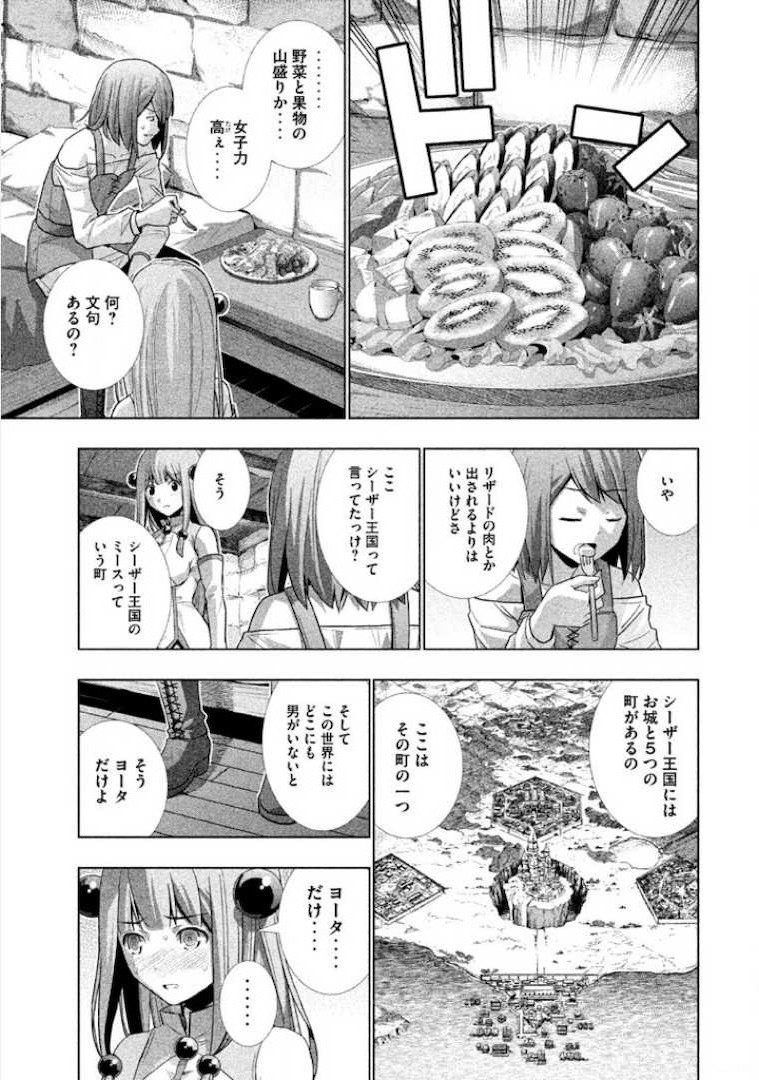 ドドーン
‥‥‥‥
野菜と果物の
山盛りか‥‥
女子力
高ぇ‥‥
何？
文句
あるの？
いや
リザードの肉とか
出されるよりは
いいけどさ
ここ
シーザー王国って
言ってたっけ？
そう
シーザー王国の
ミースって
いう町
シーザー王国には
お城と５つの
町があるの
ここは
その町の一つ
そして
この世界には
どこにも
男がいないと
そう
ヨータ
だけよ
ヨータ‥‥
だけ‥‥
‥‥‥